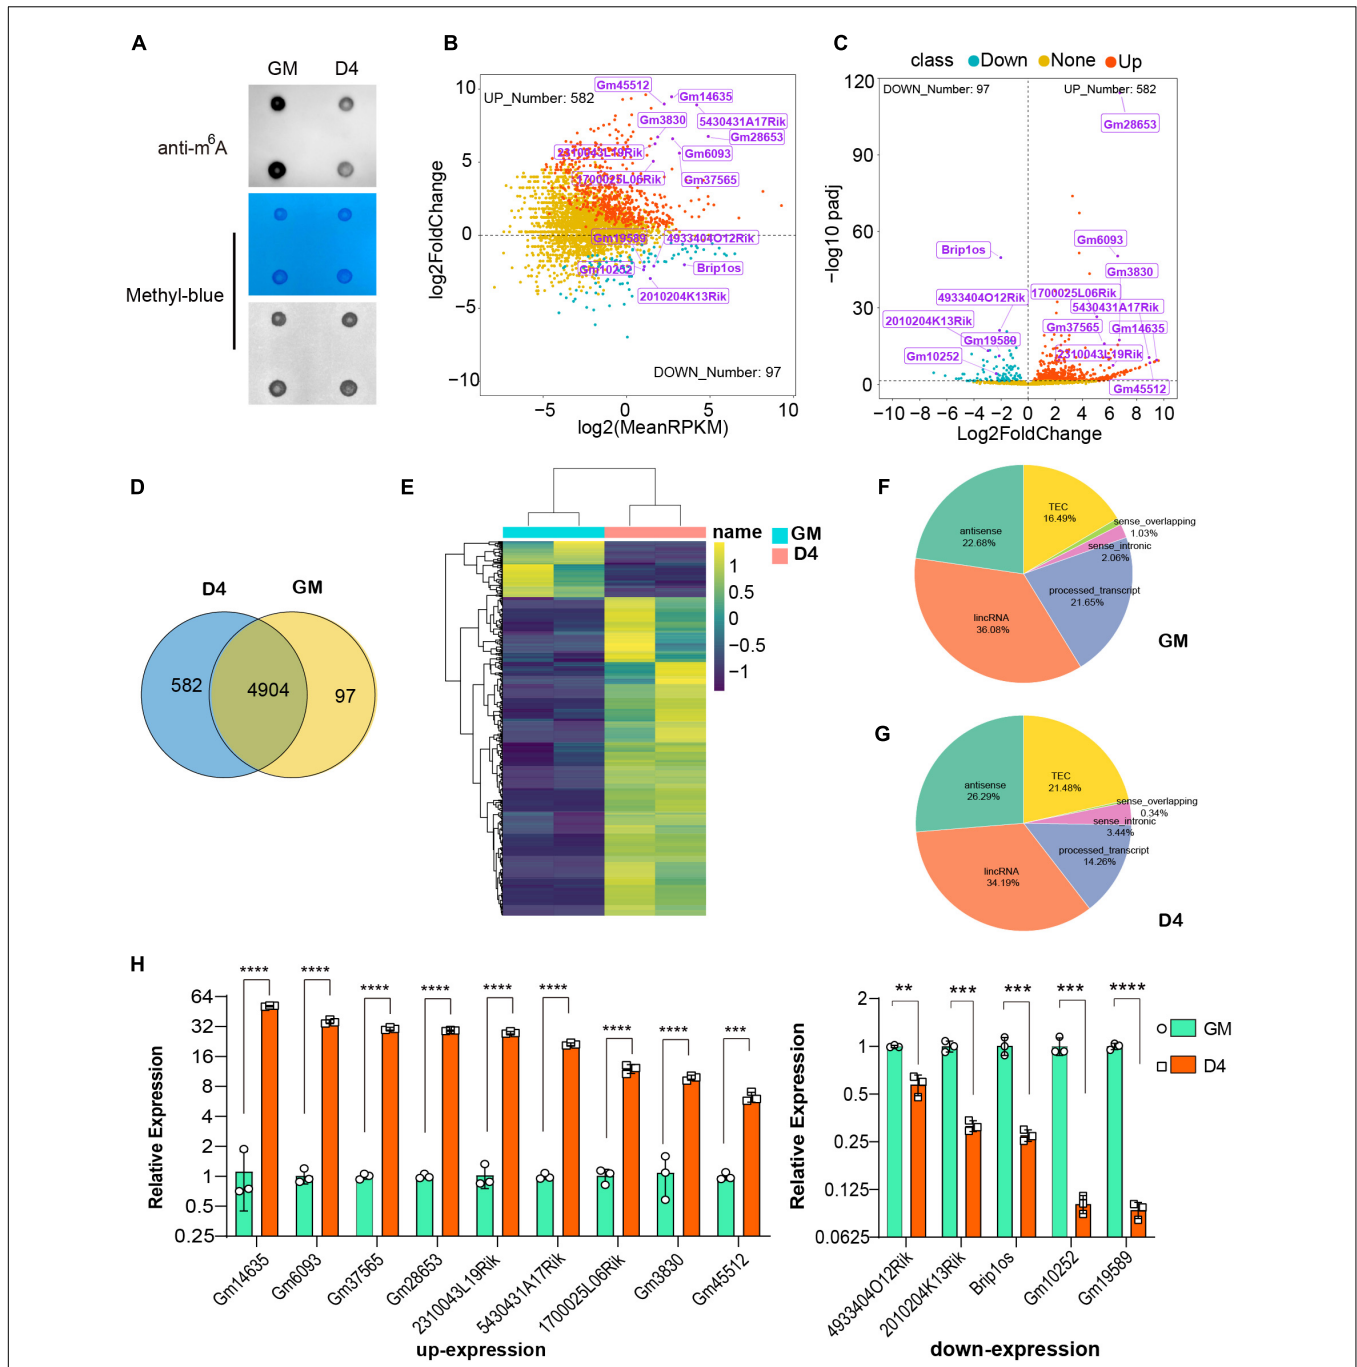 A
GM D4
anti-m6A
Methyl-blue
B
10
5
0
−5
−10
−5 0 5 10
log2FoldChange
log2(MeanRPKM)
UP_Number: 582
DOWN_Number: 97
Gm45512
Gm14635
5430431A17Rik
Gm3830
Gm28653
2310043L19Rik
Gm6093
1700025L06Rik
Gm37565
Gm19589
4933404O12Rik
Gm10252
Brip1os
2010204K13Rik
C
class Down None Up
120
90
60
30
0
−10 −8 −6 −4 −2 0 2 4 6 8 10
−log10 padj
Log2FoldChange
DOWN_Number: 97
UP_Number: 582
Gm28653
Gm6093
Brip1os
Gm3830
1700025L06Rik
4933404O12Rik
5430431A17Rik
2010204K13Rik
Gm37565
Gm14635
Gm19589
2310043L19Rik
Gm10252
Gm45512
D
D4 GM
582 4904 97
E
name
GM
D4
1
0.5
0
−0.5
−1
F
TEC
16.49%
sense_overlapping
1.03%
sense_intronic
2.06%
processed_transcript
21.65%
lincRNA
36.08%
antisense
22.68%
GM
G
TEC
21.48%
sense_overlapping
0.34%
sense_intronic
3.44%
processed_transcript
14.26%
lincRNA
34.19%
antisense
26.29%
D4
H
Relative Expression
64
32
16
8
4
2
1
0.5
0.25
**** **** **** **** **** **** **** **** ***
Gm14635
Gm6093
Gm37565
Gm28653
2310043L19Rik
5430431A17Rik
1700025L06Rik
Gm3830
Gm45512
up-expression
Relative Expression
2
1
0.5
0.25
0.125
0.0625
** *** *** *** ****
4933404O12Rik
2010204K13Rik
Brip1os
Gm10252
Gm19589
down-expression
GM
D4